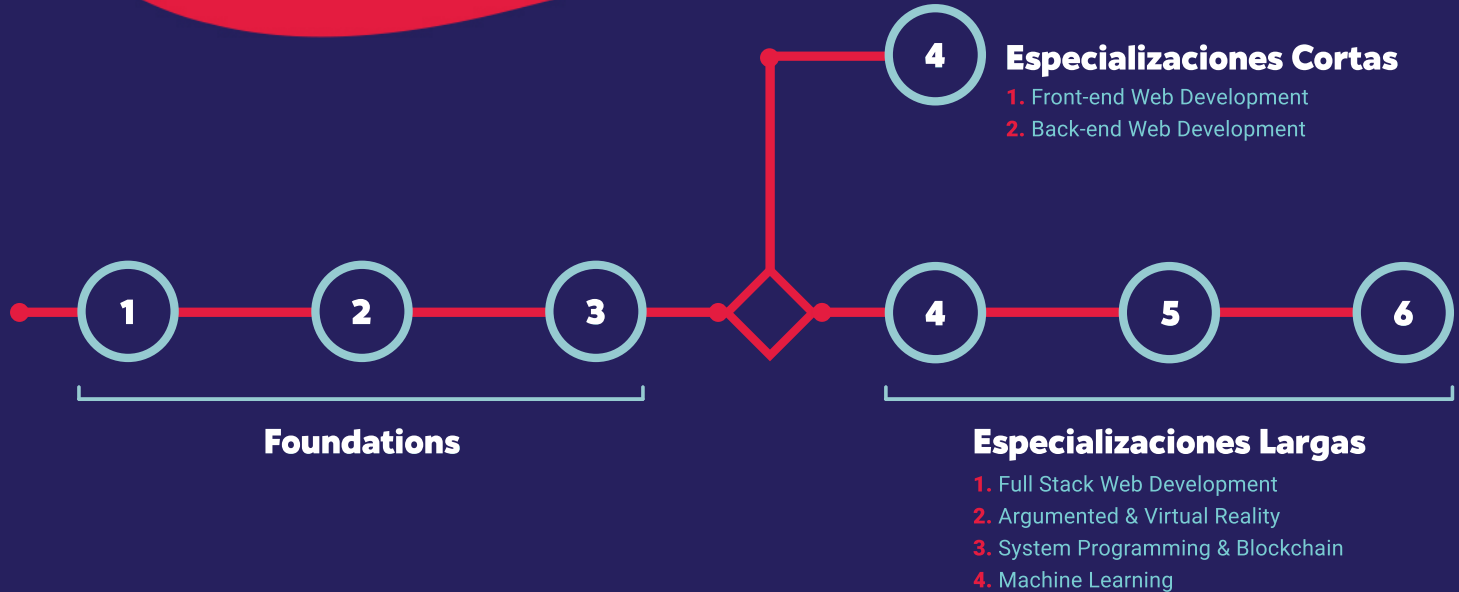 4
Especializaciones Cortas
1. Front-end Web Development
2. Back-end Web Development
1
2
3
4
5
6
Foundations
Especializaciones Largas
1. Full Stack Web Development
2. Argumented & Virtual Reality
3. System Programming & Blockchain
4. Machine Learning